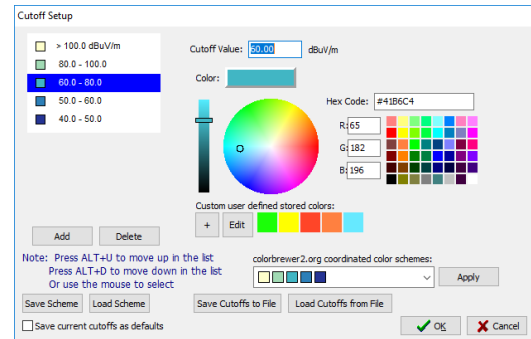 Cutoff Setup
> 100.0 dBuV/m
80.0 - 100.0
60.0 - 80.0
50.0 - 60.0
40.0 - 50.0
Cutoff Value: 60.00 dBuV/m
Color:
Hex Code: #41B6C4
R: 65
G: 182
B: 196
Custom user defined stored colors:
+ Edit
Add Delete
Note: Press ALT+U to move up in the list
Press ALT+D to move down in the list
Or use the mouse to select
colorbrewer2.org coordinated color schemes:
Apply
Save Scheme Load Scheme Save Cutoffs to File Load Cutoffs from File
Save current cutoffs as defaults
OK Cancel